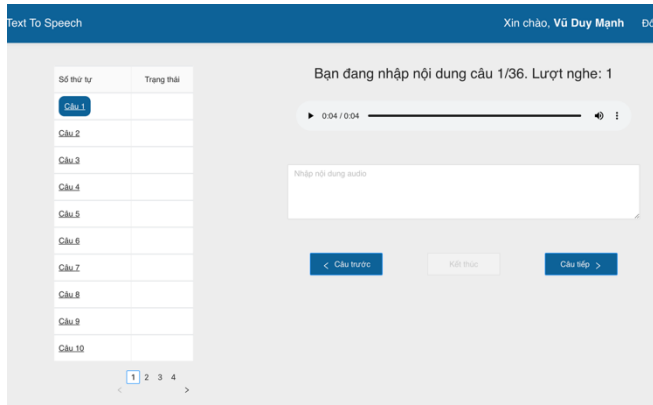 Text To Speech
Xin chào, Vũ Duy Mạnh
Số thứ tự
Trạng thái
Câu 1
Câu 2
Câu 3
Câu 4
Câu 5
Câu 6
Câu 7
Câu 8
Câu 9
Câu 10
1 2 3 4
< >
Bạn đang nhập nội dung câu 1/36. Lượt nghe: 1
0:04 / 0:04
Nhập nội dung audio
< Câu trước
Kết thúc
Câu tiếp >